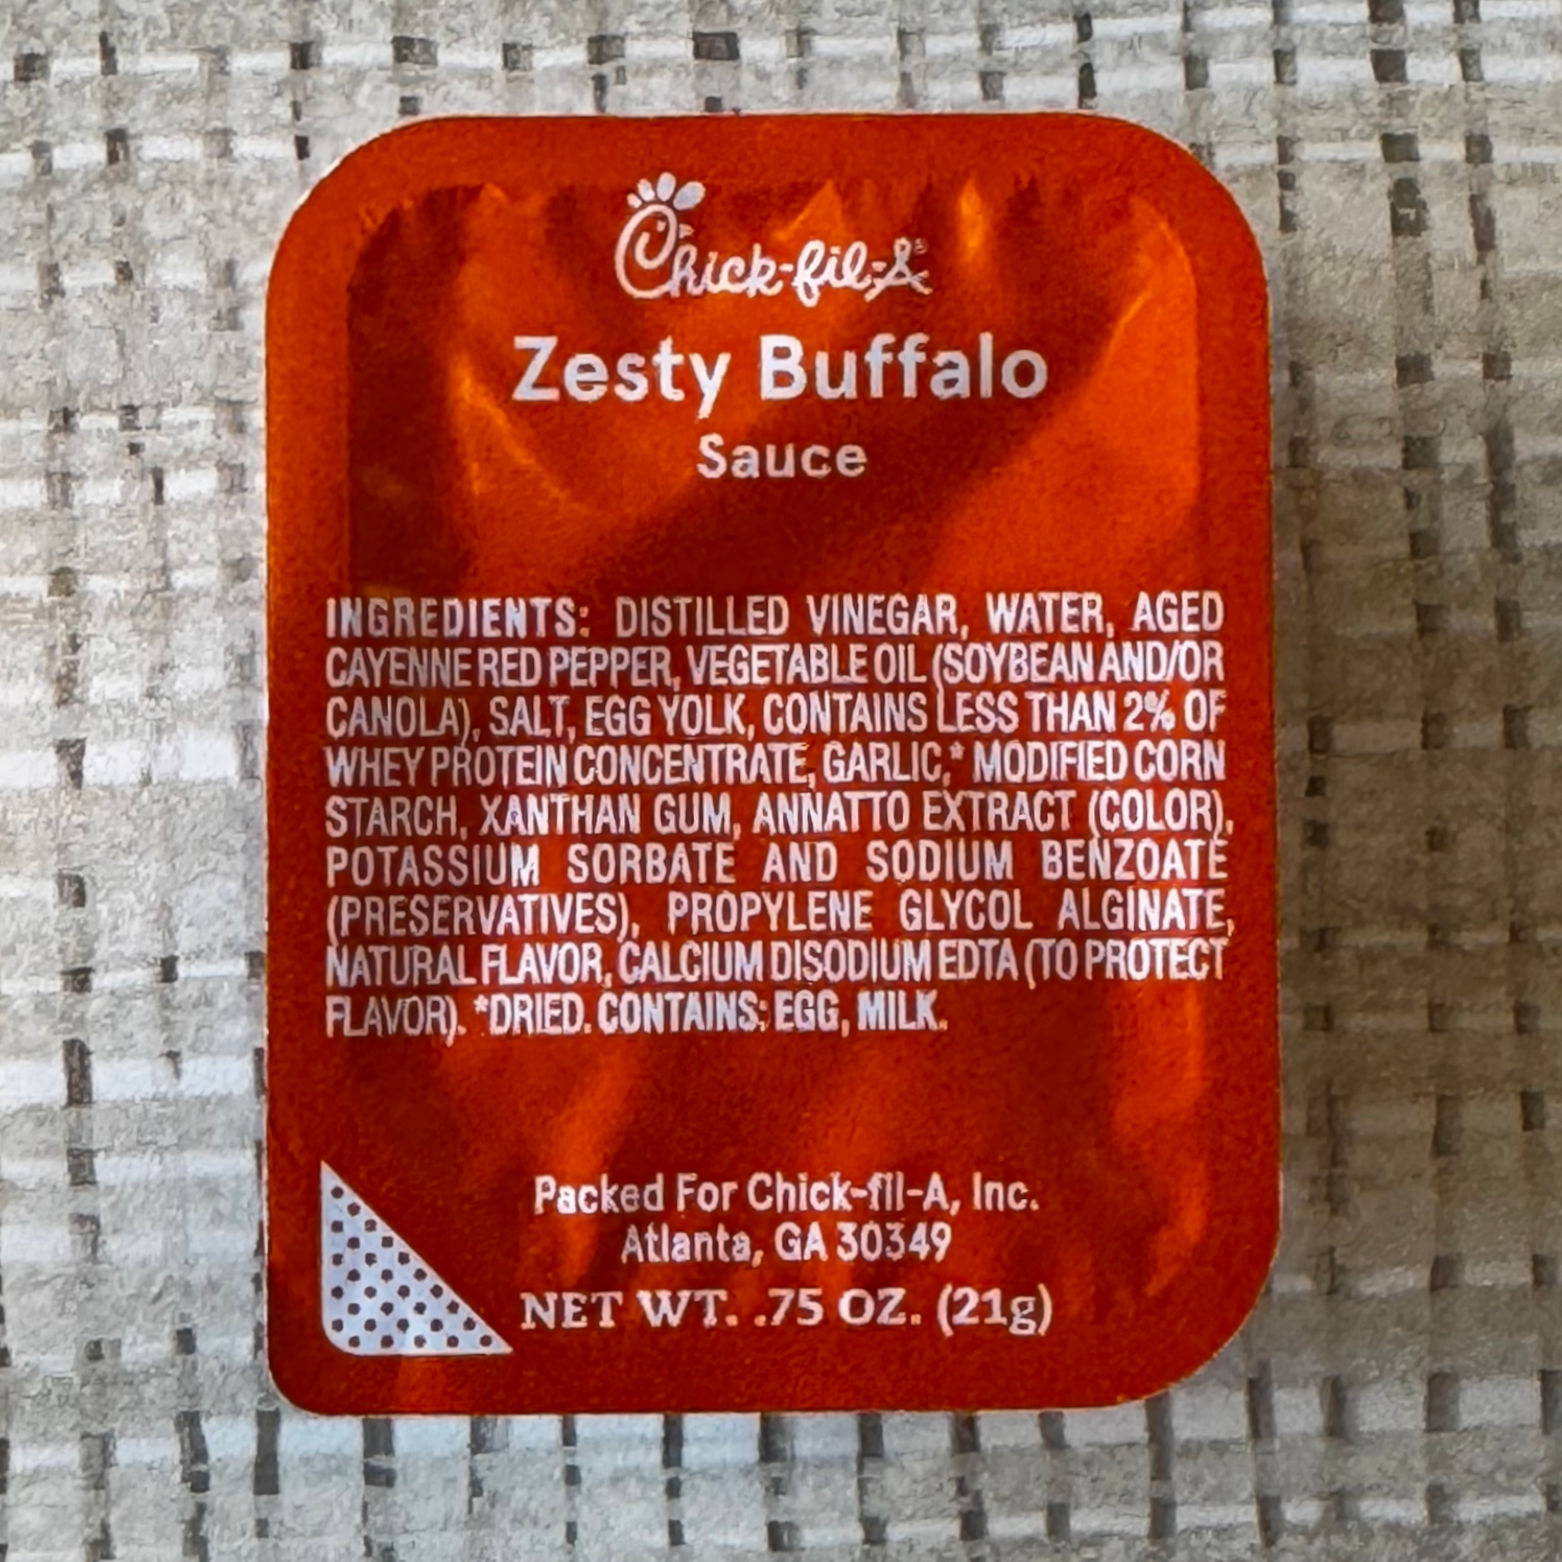 Chick-fil-A®
Zesty Buffalo
Sauce
INGREDIENTS: DISTILLED VINEGAR, WATER, AGED
CAYENNE RED PEPPER, VEGETABLE OIL (SOYBEAN AND/OR
CANOLA), SALT, EGG YOLK, CONTAINS LESS THAN 2% OF
WHEY PROTEIN CONCENTRATE, GARLIC,* MODIFIED CORN
STARCH, XANTHAN GUM, ANNATTO EXTRACT (COLOR),
POTASSIUM SORBATE AND SODIUM BENZOATE
(PRESERVATIVES), PROPYLENE GLYCOL ALGINATE,
NATURAL FLAVOR, CALCIUM DISODIUM EDTA (TO PROTECT
FLAVOR). *DRIED. CONTAINS: EGG, MILK.
Packed For Chick-fil-A, Inc.
Atlanta, GA 30349
NET WT. .75 OZ. (21g)